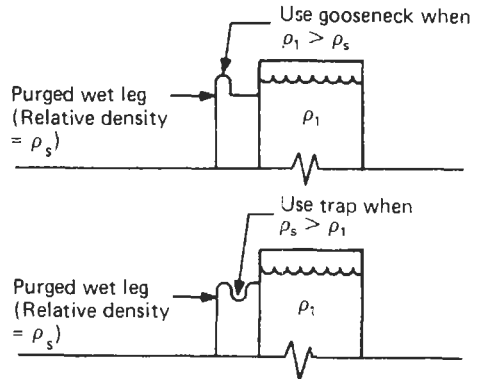 Use gooseneck when
ρ₁ > ρₛ
Purged wet leg
(Relative density
= ρₛ)
ρ₁
Use trap when
ρₛ > ρ₁
Purged wet leg
(Relative density
= ρₛ)
ρ₁